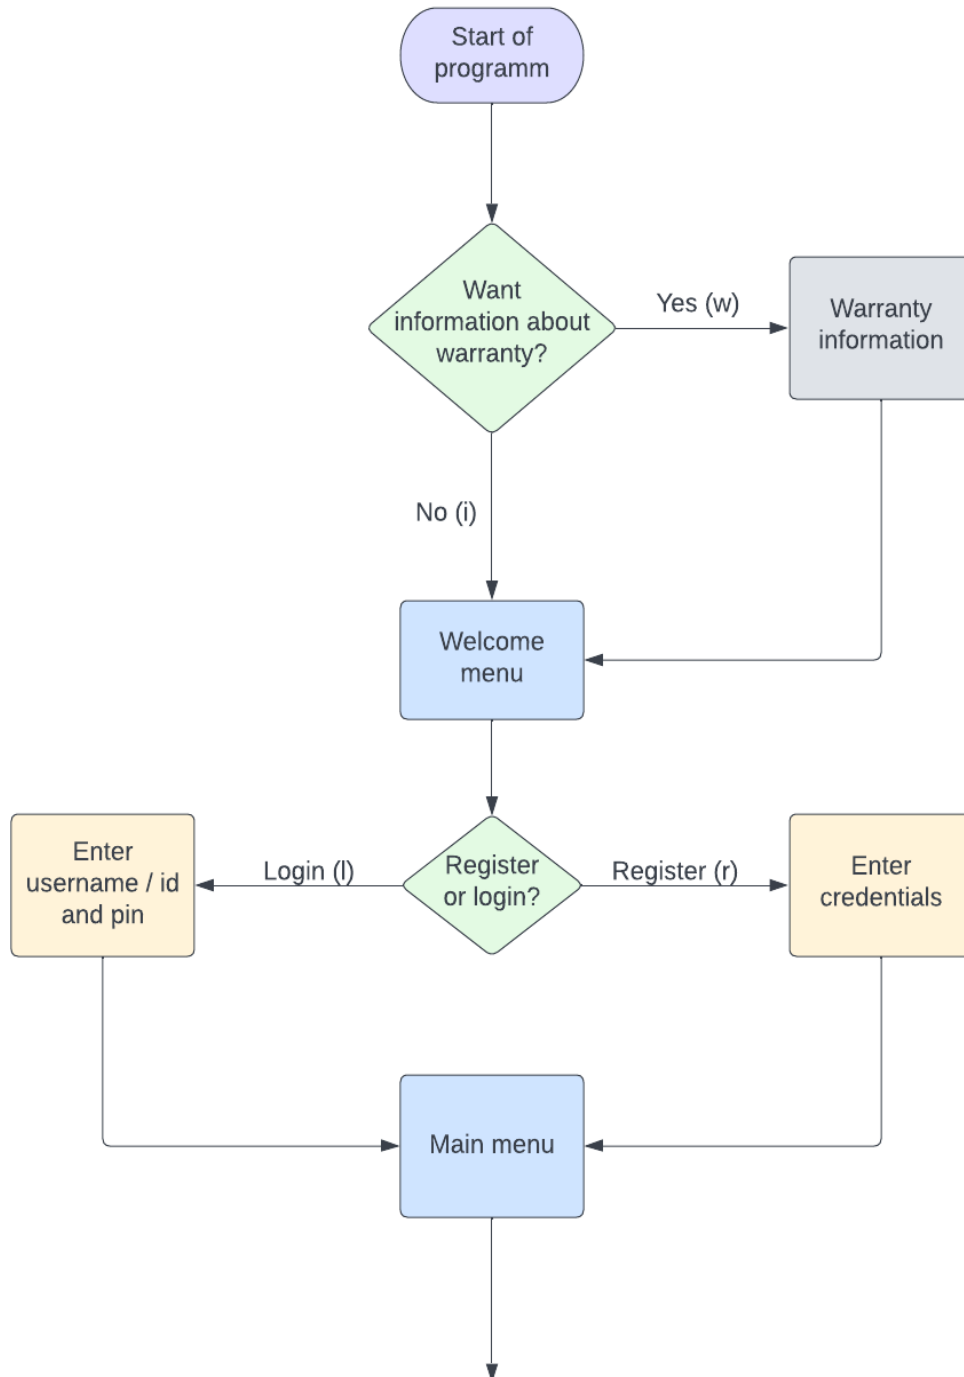 Start of
programm
Want
information about
warranty?
Yes (w)
Warranty
information
No (i)
Welcome
menu
Enter
username / id
and pin
Login (l)
Register
or login?
Register (r)
Enter
credentials
Main menu